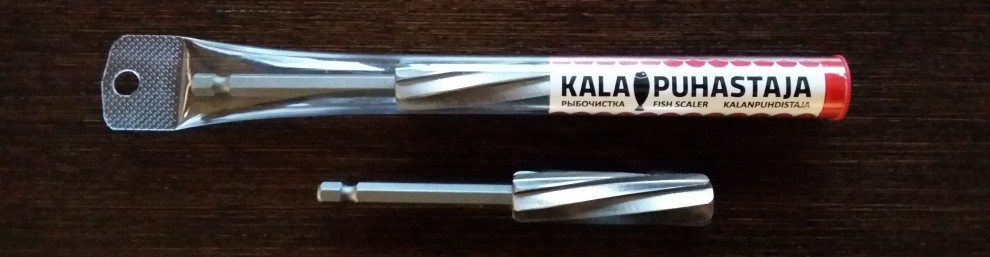 KALA PUHASTAJA
РЫБОЧИСТКА FISH SCALER KALANPUHDISTAJA